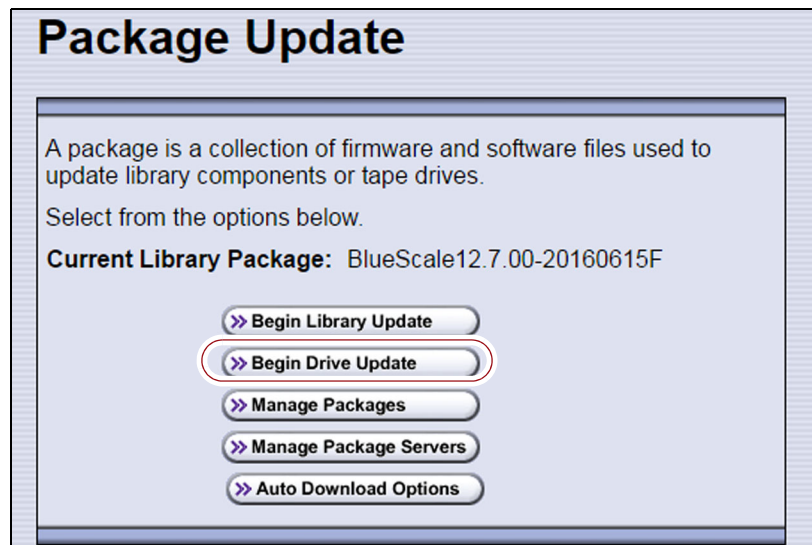 Package Update
A package is a collection of firmware and software files used to
update library components or tape drives.
Select from the options below.
Current Library Package: BlueScale12.7.00-20160615F
Begin Library Update
Begin Drive Update
Manage Packages
Manage Package Servers
Auto Download Options